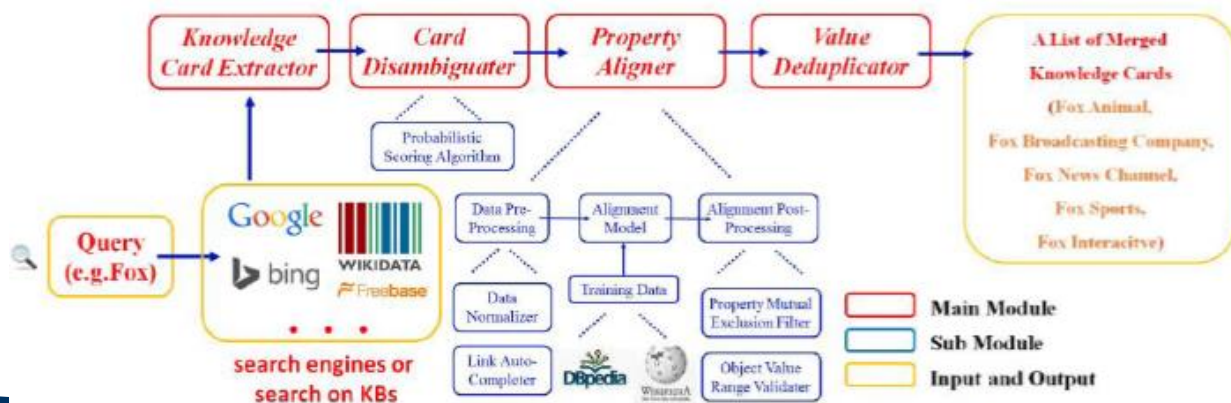 Knowledge
Card Extractor
Card
Disambiguater
Property
Aligner
Value
Deduplicator
A List of Merged
Knowledge Cards
(Fox Animal,
Fox Broadcasting Company,
Fox News Channel,
Fox Sports,
Fox Interacitve)
Probabilistic
Scoring Algorithm
Query
(e.g.Fox)
Google
bing
WIKIDATA
Freebase
search engines or
search on KBs
Data Pre-
Processing
Alignment
Model
Alignment Post-
Processing
Data
Normalizer
Training Data
Property Mutual
Exclusion Filter
Link Auto-
Completer
DBpedia
WIKIPEDIA
Object Value
Range Validater
Main Module
Sub Module
Input and Output